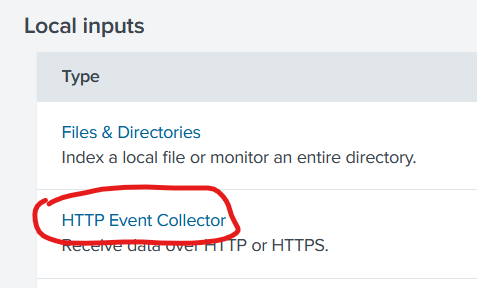 Local inputs
Type
Files & Directories
Index a local file or monitor an entire directory.
HTTP Event Collector
Receive data over HTTP or HTTPS.